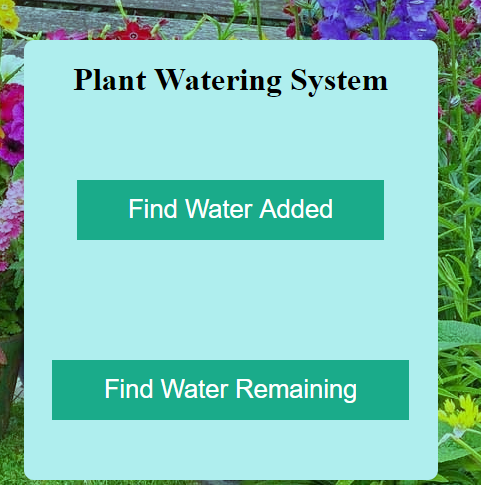 Plant Watering System
Find Water Added
Find Water Remaining